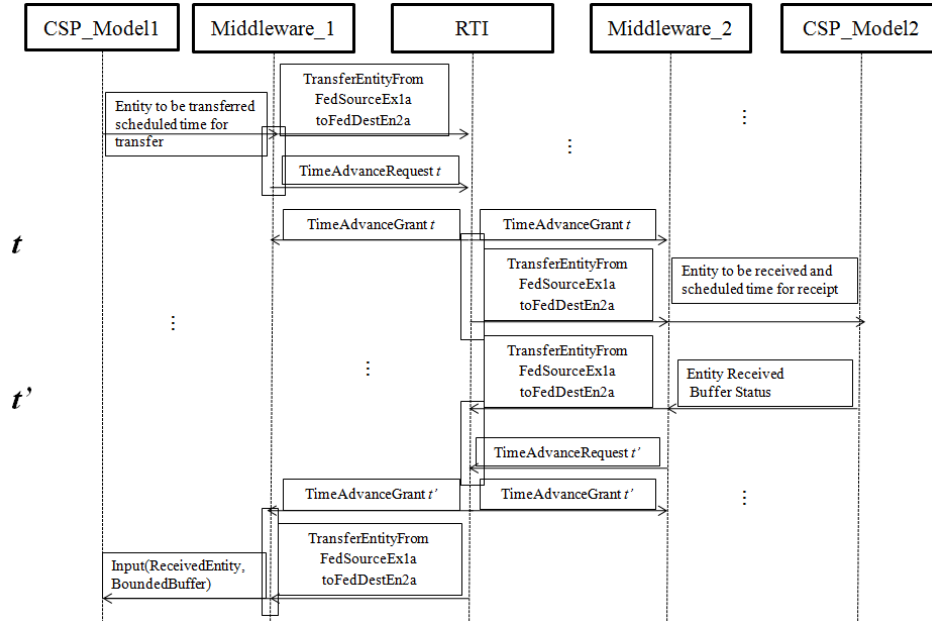 CSP_Model1
Middleware_1
RTI
Middleware_2
CSP_Model2
Entity to be transferred
scheduled time for
transfer
TransferEntityFrom
FedSourceEx1a
toFedDestEn2a
...
...
TimeAdvanceRequest t
t
TimeAdvanceGrant t
TimeAdvanceGrant t
TransferEntityFrom
FedSourceEx1a
toFedDestEn2a
Entity to be received and
scheduled time for receipt
...
...
t'
TransferEntityFrom
FedSourceEx1a
toFedDestEn2a
Entity Received
Buffer Status
TimeAdvanceRequest t'
TimeAdvanceGrant t'
TimeAdvanceGrant t'
...
Input(ReceivedEntity,
BoundedBuffer)
TransferEntityFrom
FedSourceEx1a
toFedDestEn2a